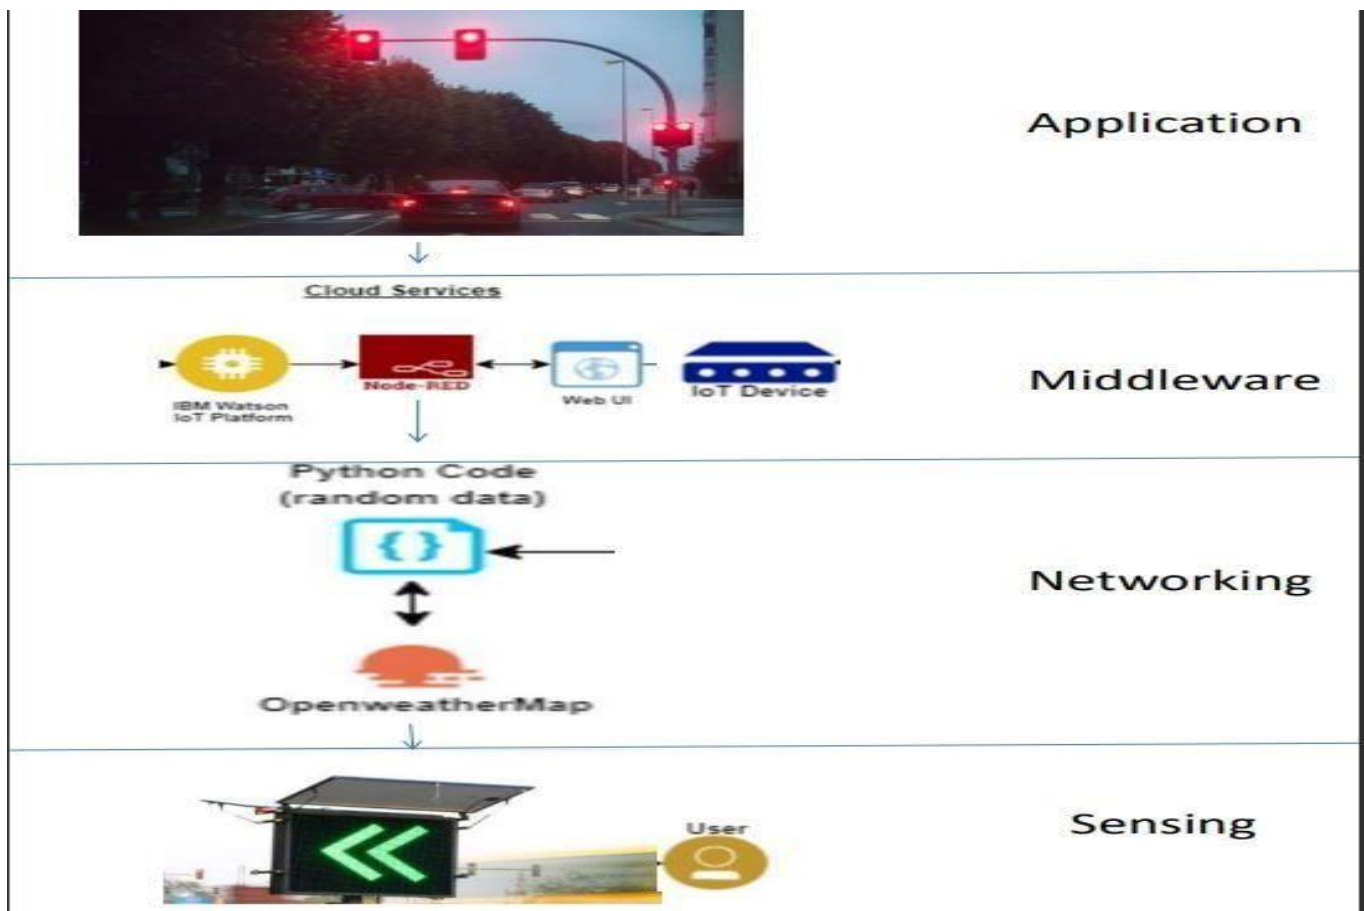 Application
Cloud Services
IBM Watson
IoT Platform
Node-RED
Web UI
IoT Device
Middleware
Python Code
(random data)
{}
Networking
OpenweatherMap
User
Sensing